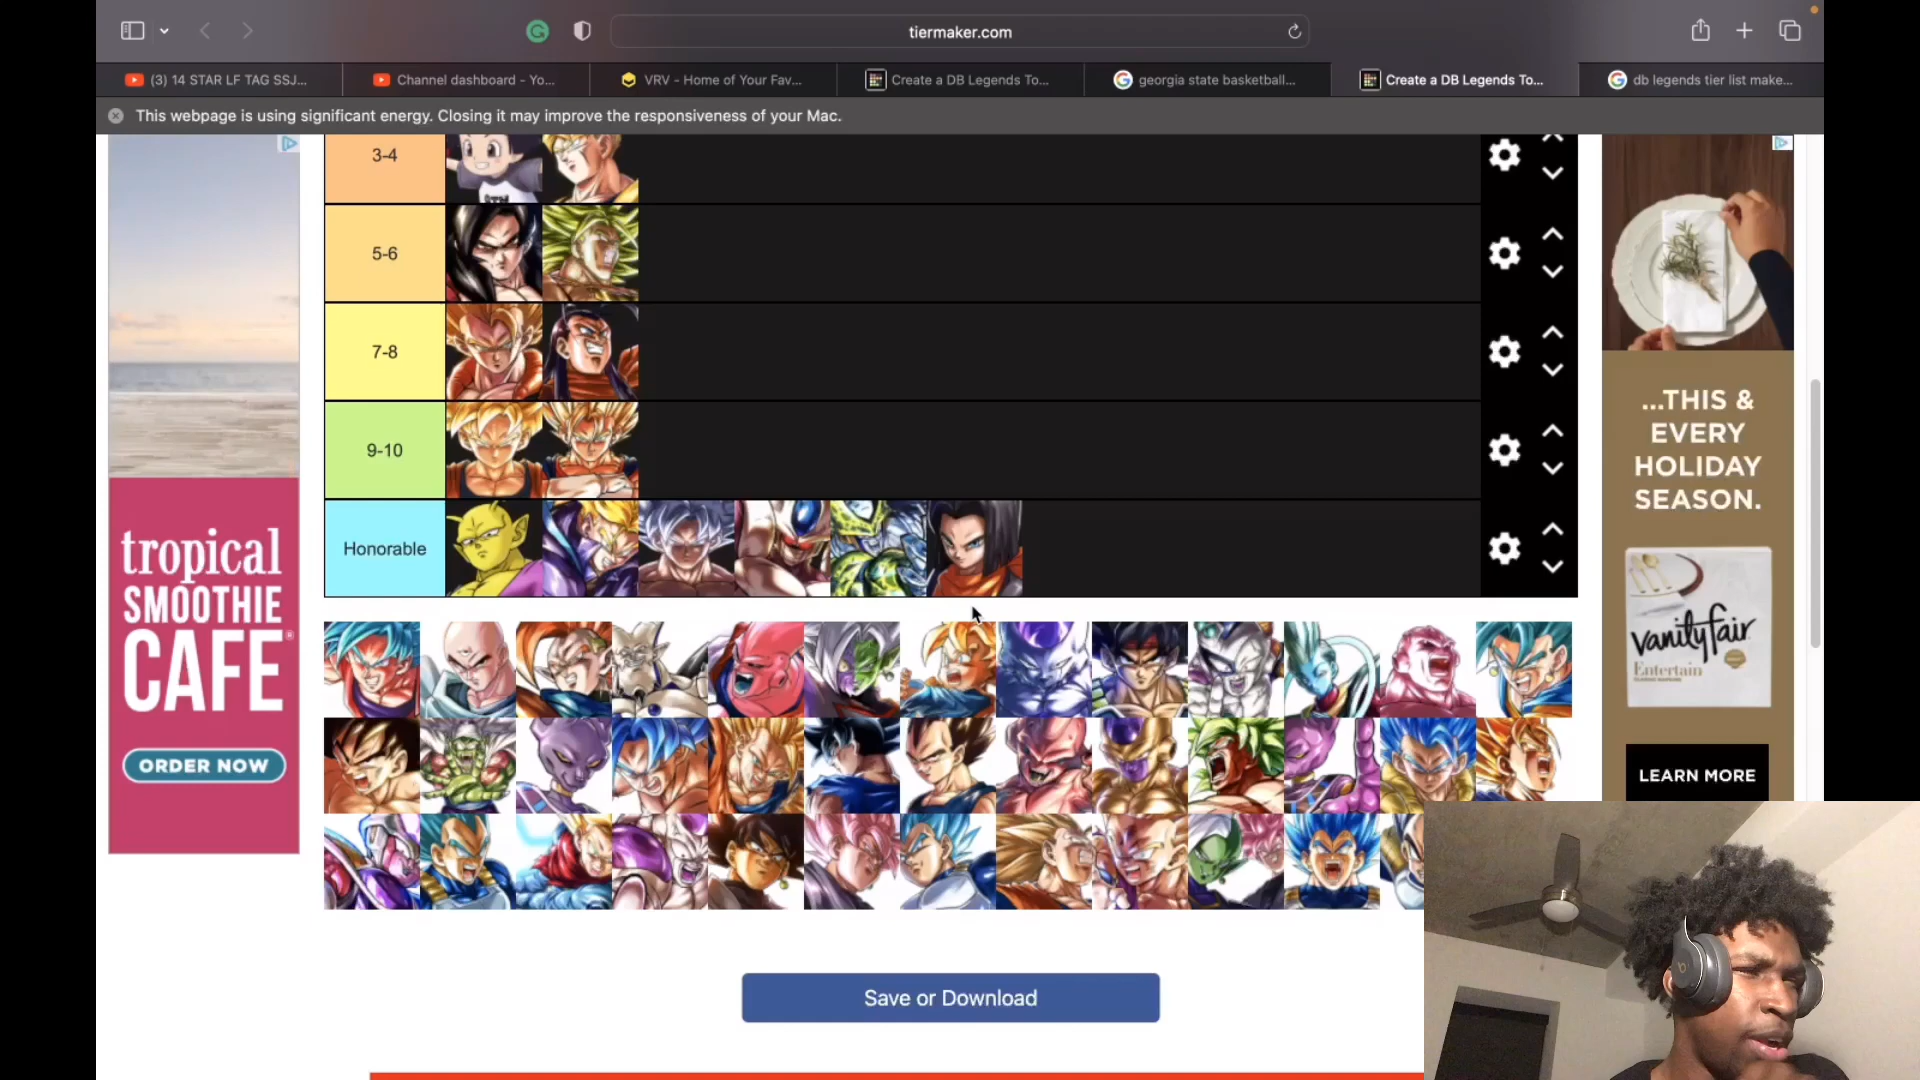 tiermaker.com
(3) 14 STAR LF TAG SSJ...
Channel dashboard - Yo...
VRV - Home of Your Fav...
Create a DB Legends To...
georgia state basketball...
Create a DB Legends To...
db legends tier list make...
This webpage is using significant energy. Closing it may improve the responsiveness of your Mac.
3-4
5-6
7-8
9-10
Honorable
tropical
SMOOTHIE
CAFE®
ORDER NOW
...THIS &
EVERY
HOLIDAY
SEASON.
vanity fair
Entertain
LEARN MORE
Save or Download